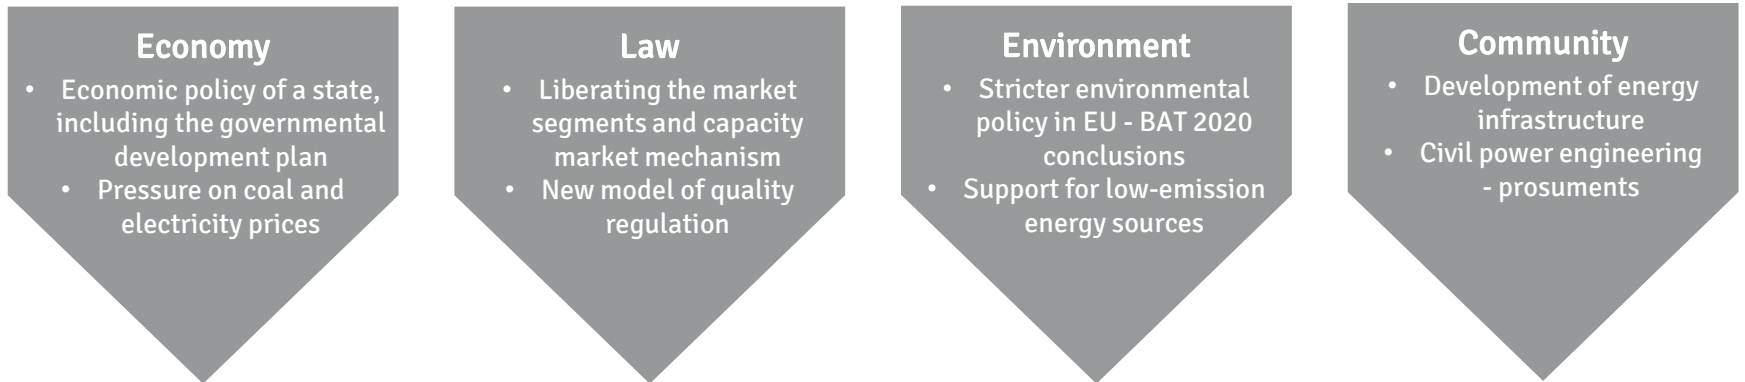 Economy
• Economic policy of a state,
including the governmental
development plan
• Pressure on coal and
electricity prices
Law
• Liberating the market
segments and capacity
market mechanism
• New model of quality
regulation
Environment
• Stricter environmental
policy in EU - BAT 2020
conclusions
• Support for low-emission
energy sources
Community
• Development of energy
infrastructure
• Civil power engineering
- prosuments